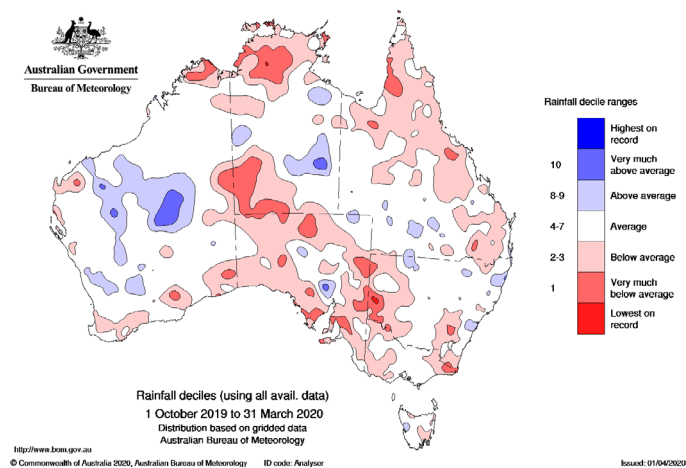 Australian Government
Bureau of Meteorology
Rainfall decile ranges
Highest on
record
10
Very much
above average
8-9
Above average
4-7
Average
2-3
Below average
1
Very much
below average
Lowest on
record
Rainfall deciles (using all avail. data)
1 October 2019 to 31 March 2020
Distribution based on gridded data
Australian Bureau of Meteorology
http://www.bom.gov.au
© Commonwealth of Australia 2020, Australian Bureau of Meteorology
ID code: Analyser
Issued: 01/04/2020